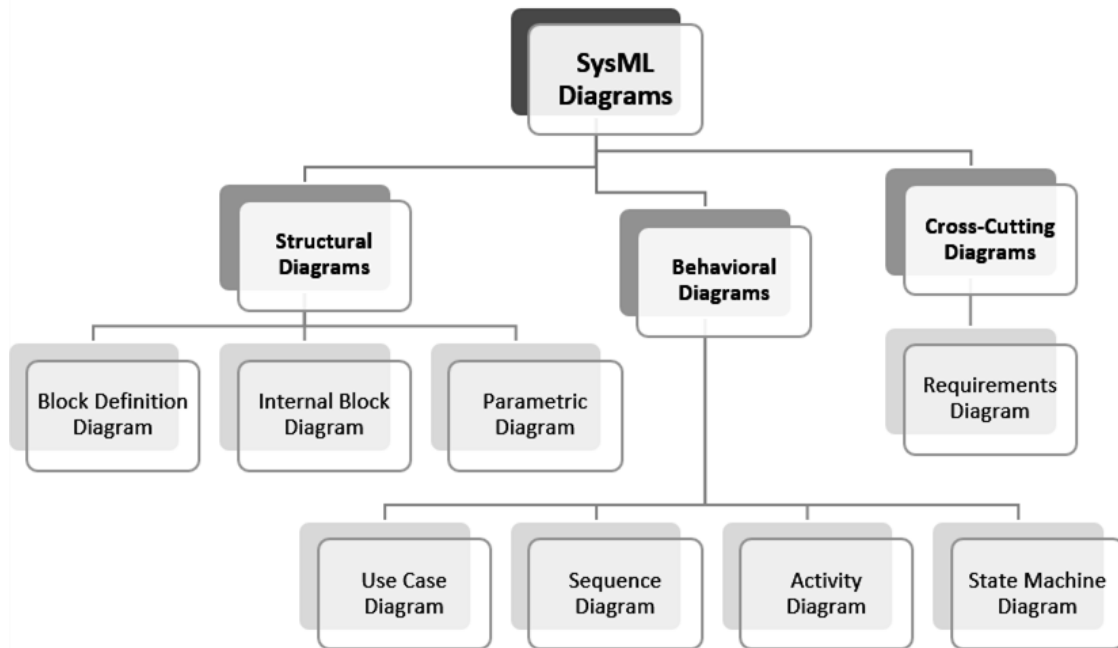 SysML
Diagrams
Structural
Diagrams
Behavioral
Diagrams
Cross-Cutting
Diagrams
Block Definition
Diagram
Internal Block
Diagram
Parametric
Diagram
Requirements
Diagram
Use Case
Diagram
Sequence
Diagram
Activity
Diagram
State Machine
Diagram